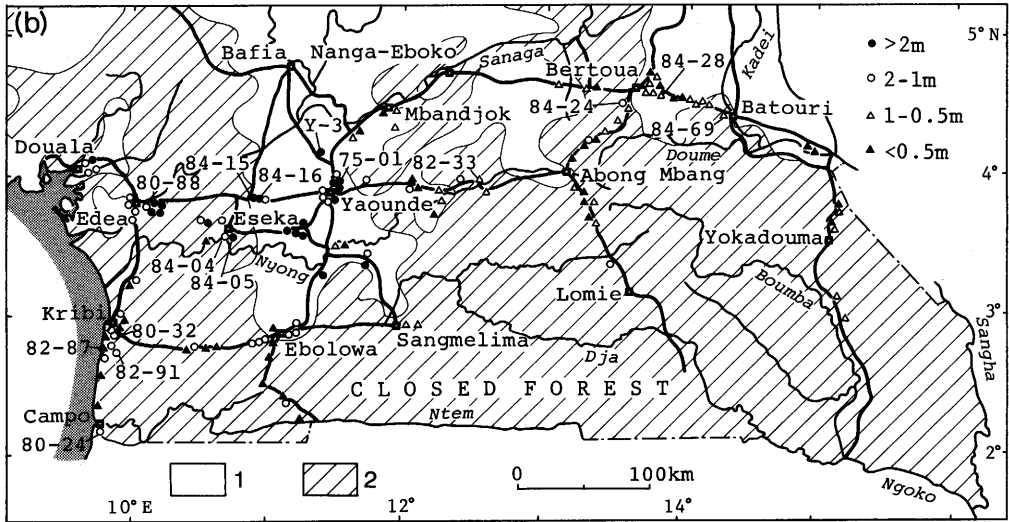 (b)
5° N
>2m
2-1m
1-0.5m
<0.5m
Bafia
Nanga-Eboko
Sanaga
Bertoua
84-28
Kadei
84-24
Batouri
Mbandjok
Y-3
84-69
Doume
Douala
84-15
75-01
82-33
80-88
84-16
Abong Mbang
4°
Edea
Eseka
Yaounde
Yokadouma
Nyong
84-04
84-05
Boumba
Kribi
80-32
Lomie
3°
82-87
Ebolowa
Sangmelima
Sangha
82-91
Dja
CLOSED FOREST
Campo
Ntem
80-24
2°
1
2
0
100km
Ngoko
10° E
12°
14°